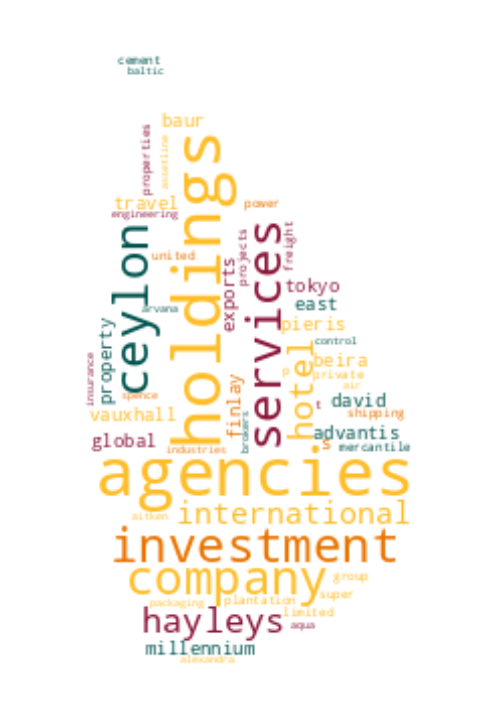 cement
baltic
baur
properties
assetline
holdings
travel
engineering
power
ceylon
services
freight
projects
united
exports
tokyo
east
arvana
pieris
property
hotel
control
insurance
beira
p
private
air
spence
finlay
david
t
shipping
vauxhall
brokers
advantis
global
s
mercantile
industries
agencies
aitken
international
investment
company
group
super
packaging
plantation
limited
hayleys
aqua
millennium
alexandra